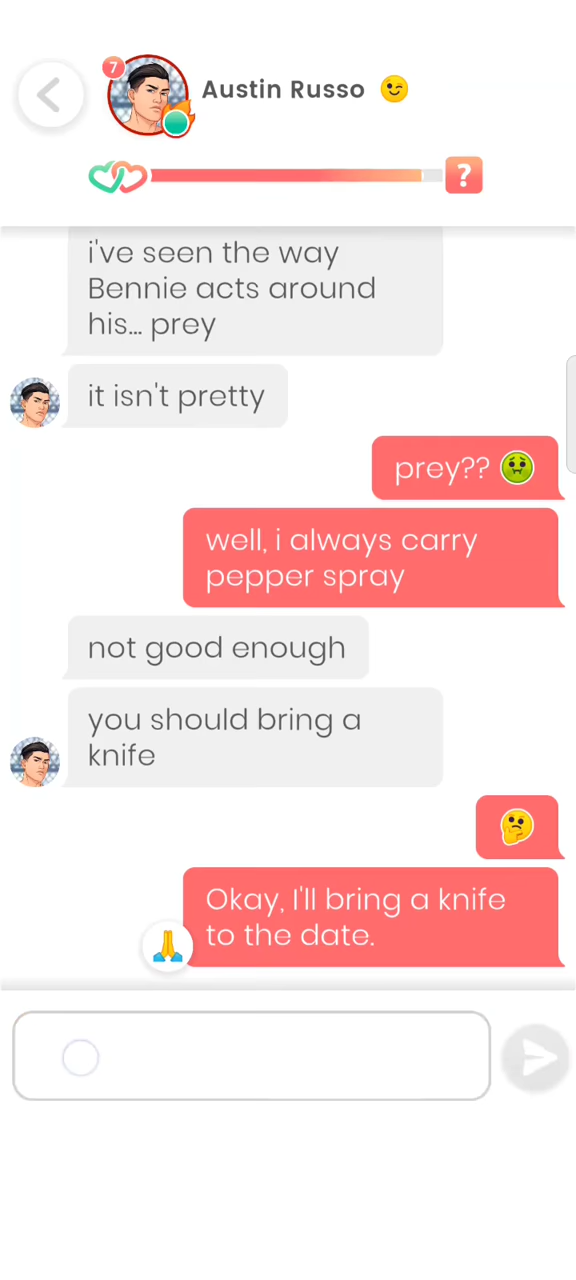 7
Austin Russo 😉
?
i've seen the way
Bennie acts around
his... prey
it isn't pretty
prey?? 🤢
well, i always carry
pepper spray
not good enough
you should bring a
knife
🤔
Okay, I'll bring a knife
to the date.
🙏